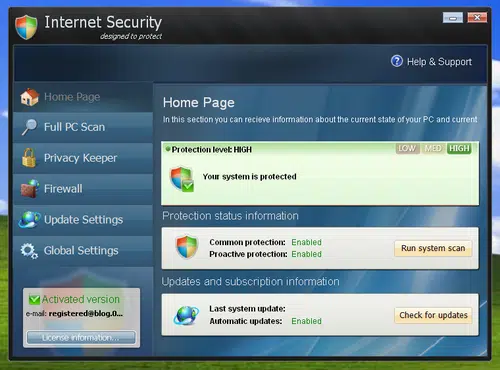 Internet Security
designed to protect
Help & Support
Home Page
Full PC Scan
Privacy Keeper
Firewall
Update Settings
Global Settings
Activated version
e-mail: registered@blog.0...
License information...
Home Page
In this section you can recieve information about the current state of your PC and current
Protection level: HIGH
LOW MED HIGH
Your system is protected
Protection status information
Common protection: Enabled
Proactive protection: Enabled
Run system scan
Updates and subscription information
Last system update:
Automatic updates: Enabled
Check for updates